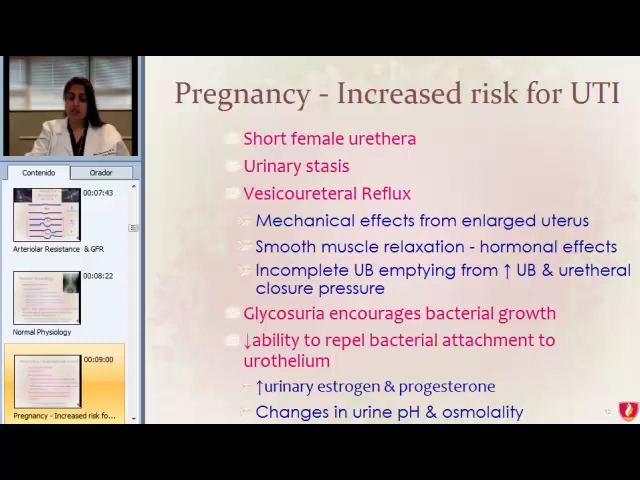 Pregnancy - Increased risk for UTI
Short female urethera
Urinary stasis
Vesicoureteral Reflux
Mechanical effects from enlarged uterus
Smooth muscle relaxation - hormonal effects
Incomplete UB emptying from ↑ UB & uretheral
closure pressure
Glycosuria encourages bacterial growth
↓ability to repel bacterial attachment to
urothelium
↑urinary estrogen & progesterone
Changes in urine pH & osmolality
12
Contenido
Orador
00:07:43
Arteriolar Resistance & GFR
00:08:22
Normal Physiology
00:09:00
Pregnancy - Increased risk fo...